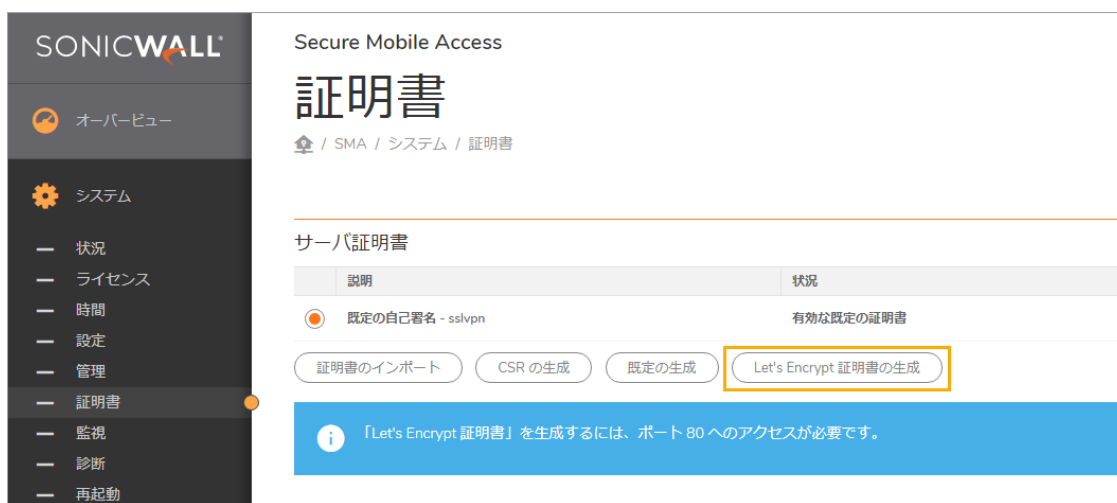 SONICWALL
オーバービュー
システム
状況
ライセンス
時間
設定
管理
証明書
監視
診断
再起動
Secure Mobile Access
証明書
/ SMA / システム / 証明書
サーバ証明書
説明 状況
既定の自己署名 - sslvpn 有効な既定の証明書
証明書のインポート CSR の生成 既定の生成 Let's Encrypt 証明書の生成
「Let's Encrypt 証明書」を生成するには、ポート 80 へのアクセスが必要です。